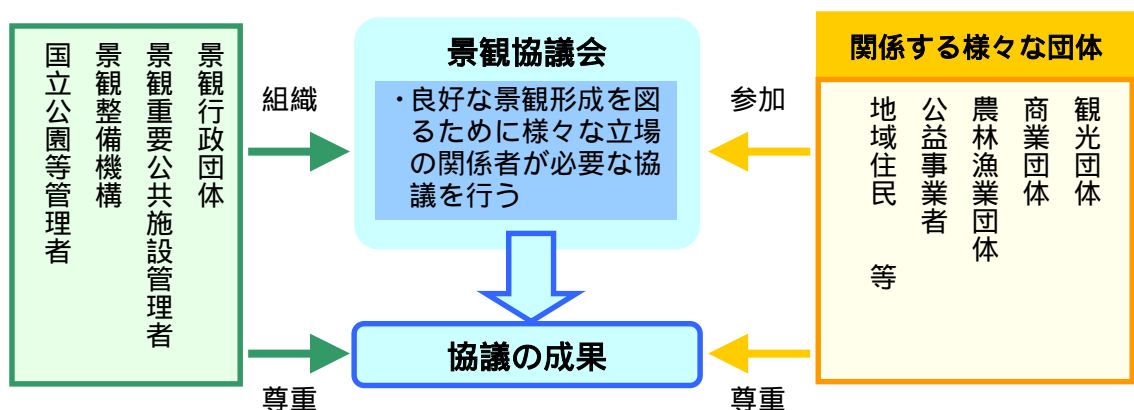 景観行政団体
景観重要公共施設管理者
景観整備機構
国立公園等管理者
組織
景観協議会
・良好な景観形成を図
るために様々な立場
の関係者が必要な協
議を行う
参加
関係する様々な団体
観光団体
商業団体
農林漁業団体
公益事業者
地域住民 等
協議の成果
尊重
尊重